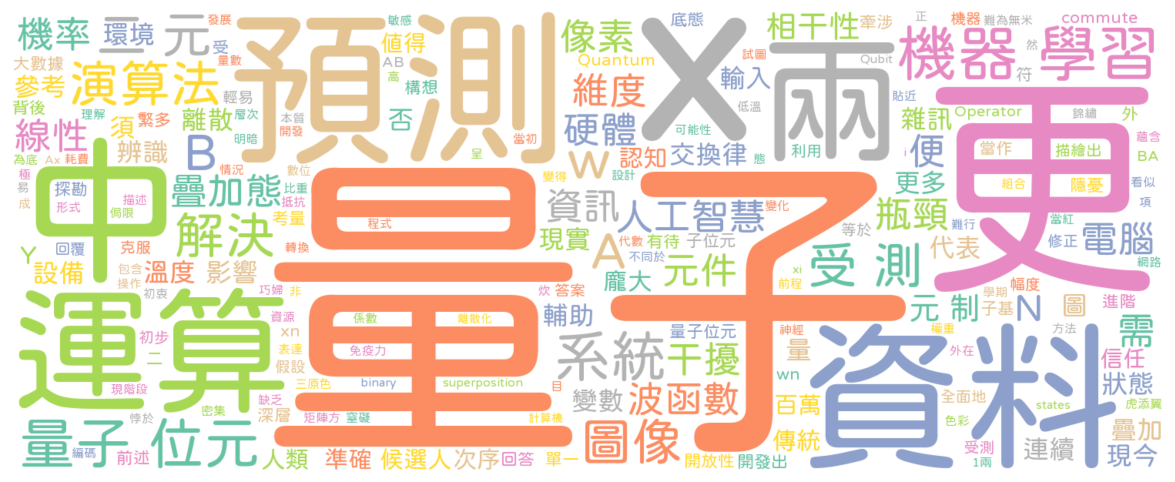 機率 環境 二元 發展 受 量數 預測 敏感 值得 AB 高 構想 像素 Quantum 底態 相干性 牽涉 正 機器 難為無米 commute
大數據 參考 演算法 輕易 維度 X 輸入 試圖 低溫 兩 Qubit 機器 學習 然 符
背後 理解 繁多 層次 本質 開發 否 當初 硬體 可能性 利用 貼近 雜訊 Operator 錦繡 外
線性 須 辨識 離散 明暗 B 呈 W 認知 交換律 態 便 當作 描繪出 蘊含
為底 Ax 耗費 情況 數位 變得 設計 i 更 BA
極 易 成 探勘 形式 描述 侷限 疊加態 比重 抵抗 量子 資訊 人工智慧 變化 更多 組合 隱憂 看似 項
中 解決 考量 程式 現實 A 代數 有待 子位元 等於 瓶頸 難行 當紅
Y 回覆 克服 轉換 不同於 受 測 代表 修正 電腦 網路
設備 包含 操作 溫度 影響 龐大 元件 xi 前程 幅度
初衷 巧婦 非 炊 答案 學期 元 制 子基 N 圖 進階
運算 資源 係數 離散化 輔助 量子位元 神經 權重 方法 需
初步 二 xn 表達 假設 免疫力 系統 干擾 量 資料 外在 信任
現階段 三原色 binary superposition 目 wn 全面地 狀態
悖於 密集 缺乏 深層 矩陣方 窒礙 計算機 變數 波函數 百萬 色彩 states 虎添翼
量子 位元 圖像 傳統 疊加
編碼 前述 人類 準確 候選人 次序 回答 單一 開放性 開發出 受測 1兩 連續 現今